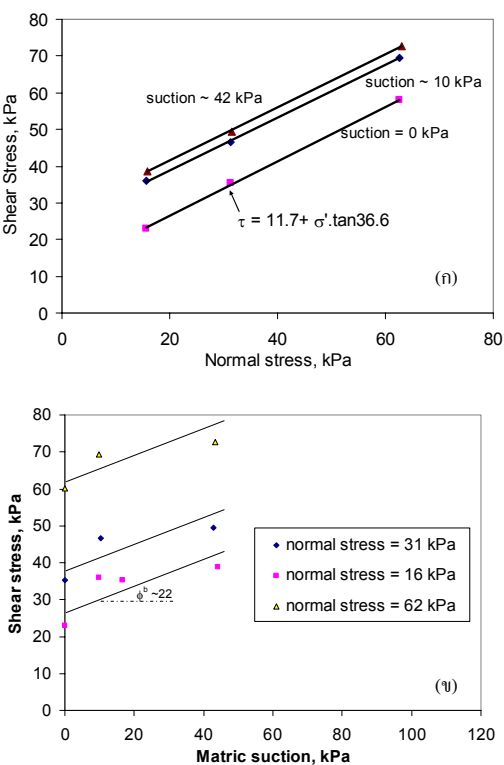 80
70
60
50
40
30
20
10
0
Shear Stress, kPa
suction ~ 42 kPa
suction ~ 10 kPa
suction = 0 kPa
τ = 11.7+ σ'.tan36.6
(ก)
0 20 40 60 80
Normal stress, kPa
80
70
60
50
40
30
20
10
0
Shear stress, kPa
normal stress = 31 kPa
normal stress = 16 kPa
normal stress = 62 kPa
ϕᵇ ~22
(ข)
0 20 40 60 80 100 120
Matric suction, kPa